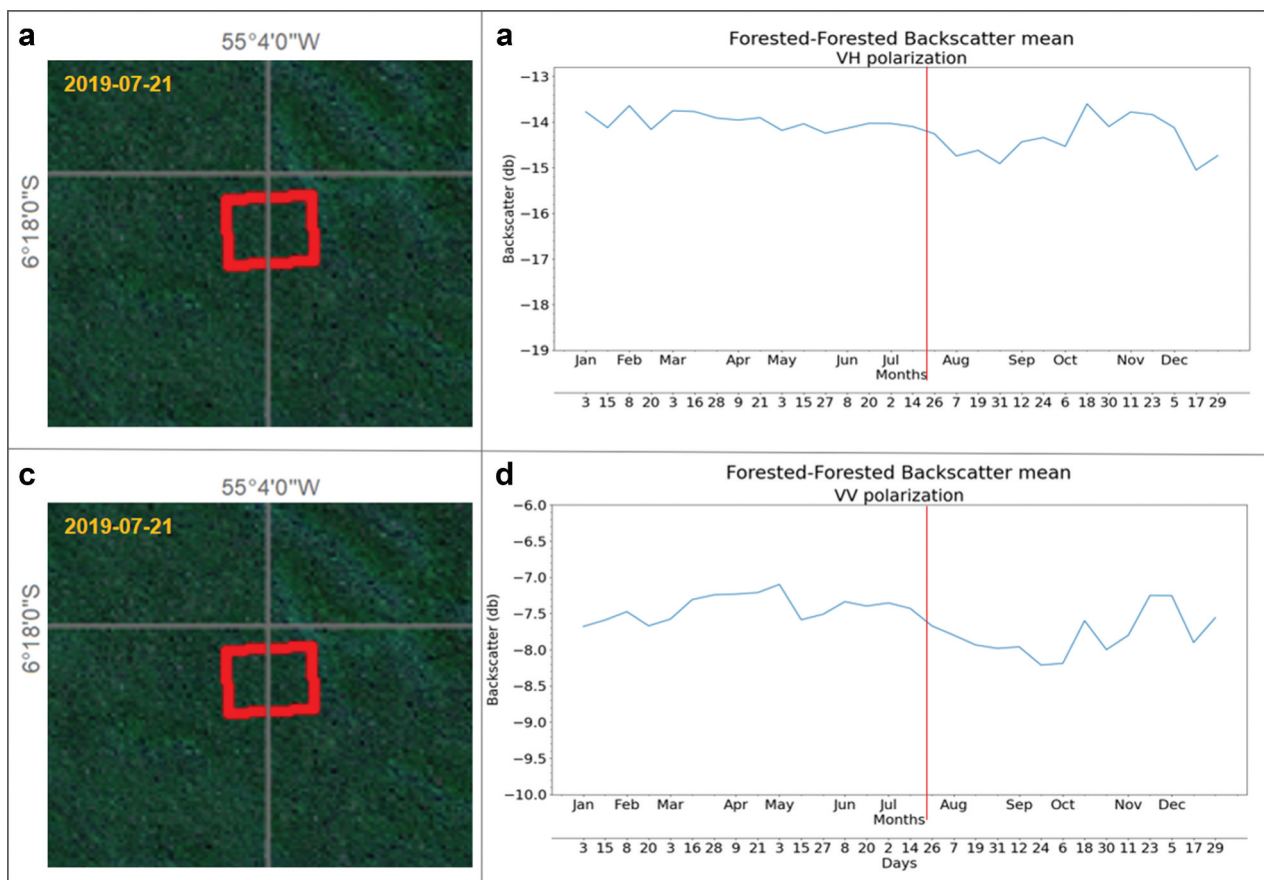 a
55°4'0"W
2019-07-21
6°18'0"S
a
Forested-Forested Backscatter mean
VH polarization
Backscatter (db)
−13
−14
−15
−16
−17
−18
−19
Jan Feb Mar Apr May Jun Jul Aug Sep Oct Nov Dec
Months
3 15 8 20 3 16 28 9 21 3 15 27 8 20 2 14 26 7 19 31 12 24 6 18 30 11 23 5 17 29
c
55°4'0"W
2019-07-21
6°18'0"S
d
Forested-Forested Backscatter mean
VV polarization
Backscatter (db)
−6.0
−6.5
−7.0
−7.5
−8.0
−8.5
−9.0
−9.5
−10.0
Jan Feb Mar Apr May Jun Jul Aug Sep Oct Nov Dec
Months
3 15 8 20 3 16 28 9 21 3 15 27 8 20 2 14 26 7 19 31 12 24 6 18 30 11 23 5 17 29
Days